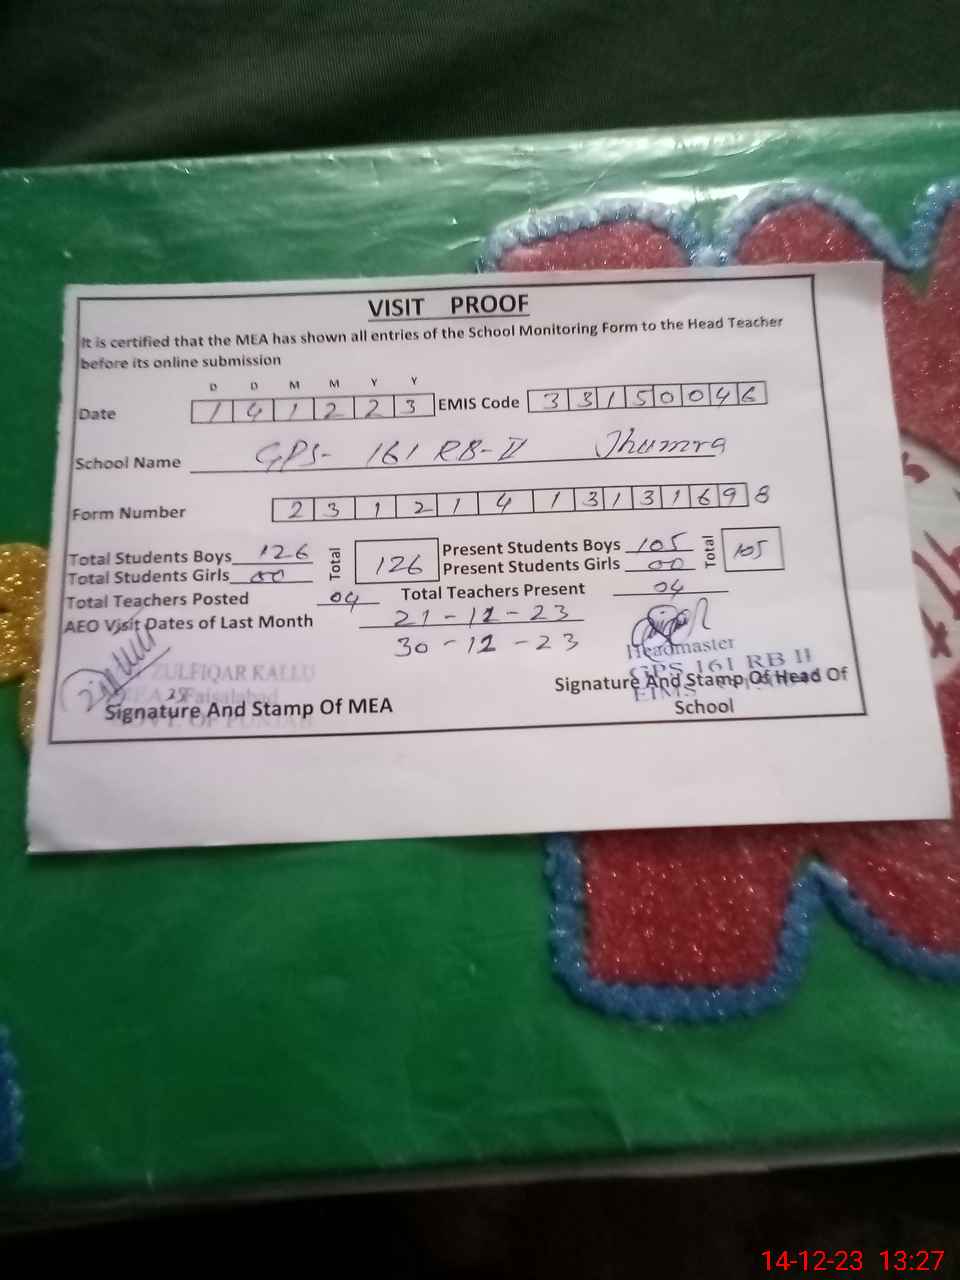 VISIT PROOF
It is certified that the MEA has shown all entries of the School Monitoring Form to the Head Teacher
before its online submission
D D M M Y Y
Date 1 4 1 2 2 3 EMIS Code 3 3 1 5 0 0 4 6
School Name GPS- 161 RB-II Jhumra
Form Number 2 3 1 2 1 4 1 3 1 3 1 6 9 8
Total Students Boys 126 Total 126 Present Students Boys 105 Total 105
Total Students Girls 00 Present Students Girls 00
Total Teachers Posted 04 Total Teachers Present 04
AEO Visit Dates of Last Month 21-12-23
30-12-23
ZULFIQAR KALLU
Faisalabad
Headmaster
GPS 161 RB II
Signature And Stamp Of MEA
Signature And Stamp Of Head Of
School
14-12-23 13:27